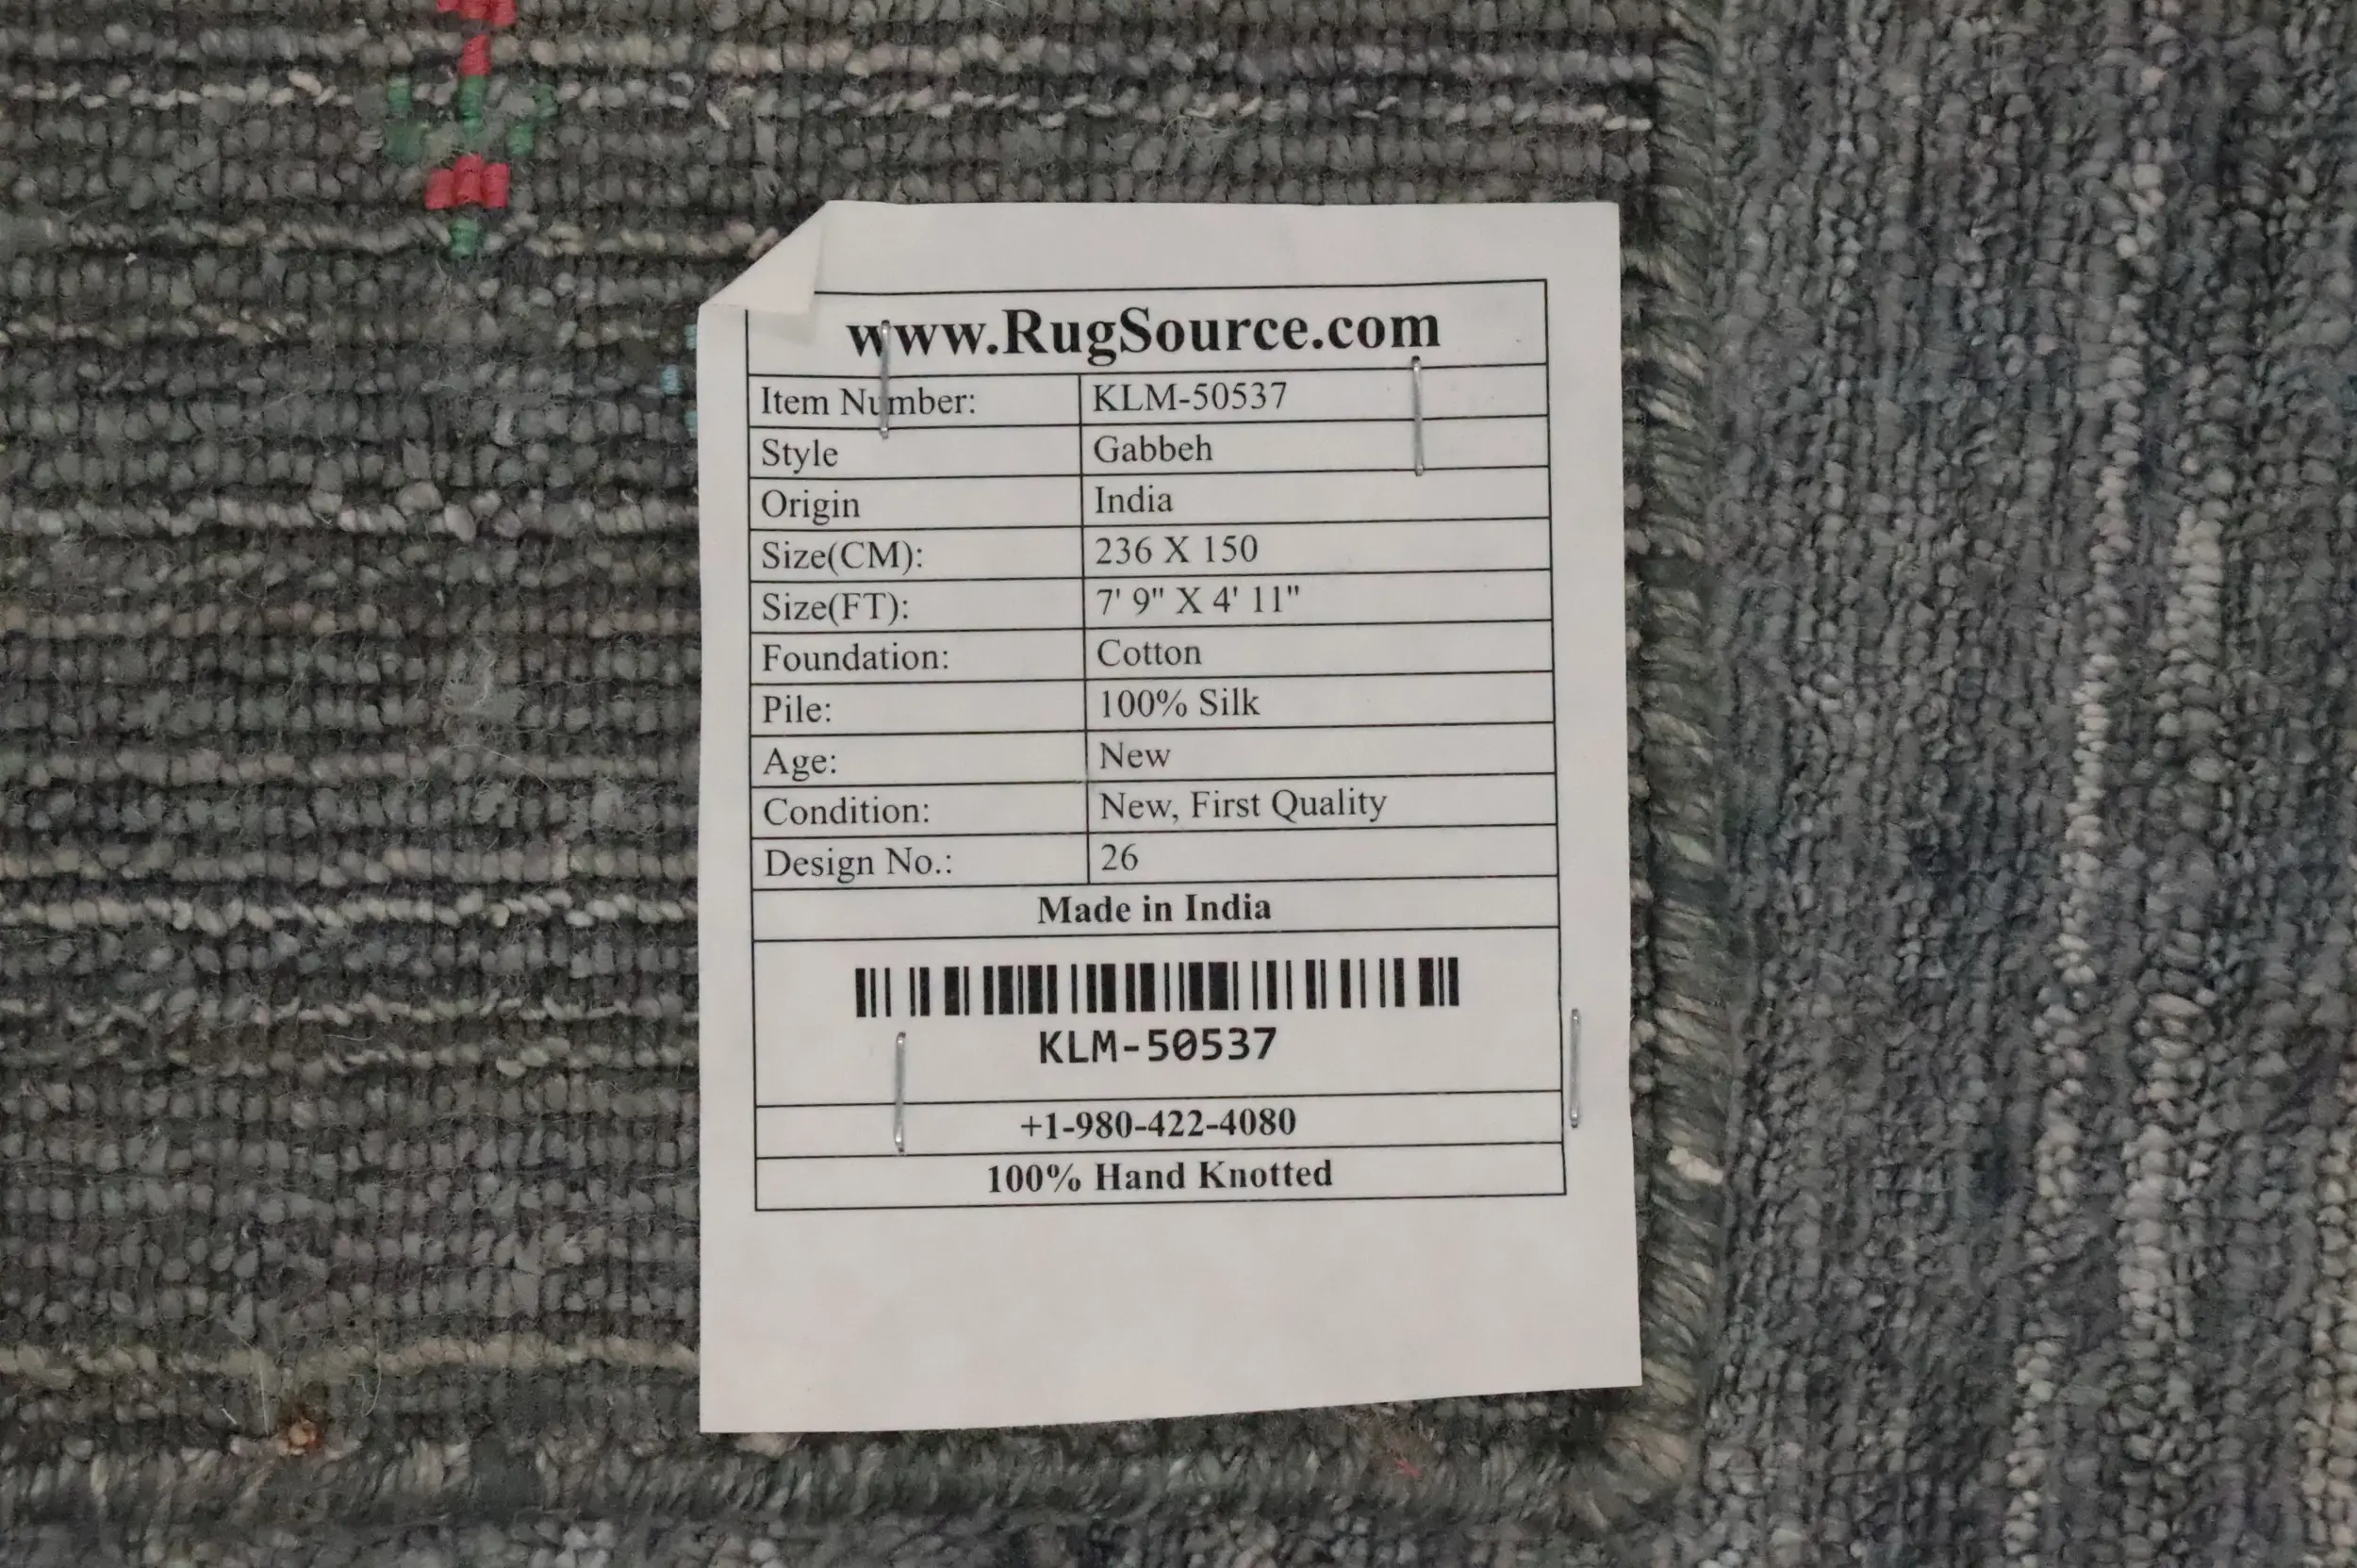 www.RugSource.com
Item Number: KLM-50537
Style Gabbeh
Origin India
Size(CM): 236 X 150
Size(FT): 7' 9" X 4' 11"
Foundation: Cotton
Pile: 100% Silk
Age: New
Condition: New, First Quality
Design No.: 26
Made in India
KLM-50537
+1-980-422-4080
100% Hand Knotted